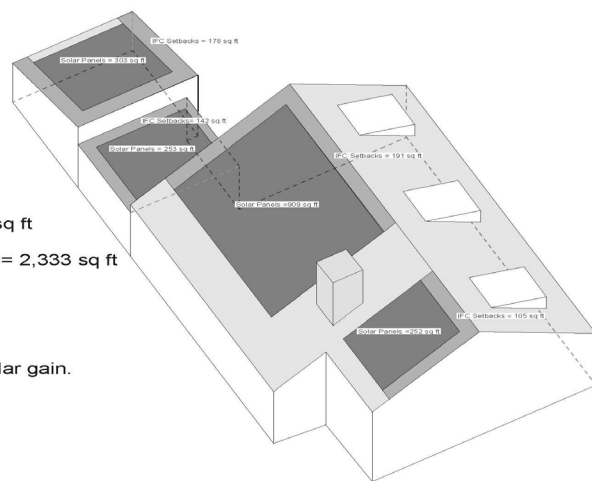 IFC Setbacks = 176 sq ft
Solar Panels = 303 sq ft
IFC Setbacks= 142 sq ft
Solar Panels = 253 sq ft
IFC Setbacks = 191 sq ft
Solar Panels =909 sq ft
sq ft
= 2,333 sq ft
IFC Setbacks = 105 sq ft
Solar Panels =252 sq ft
lar gain.